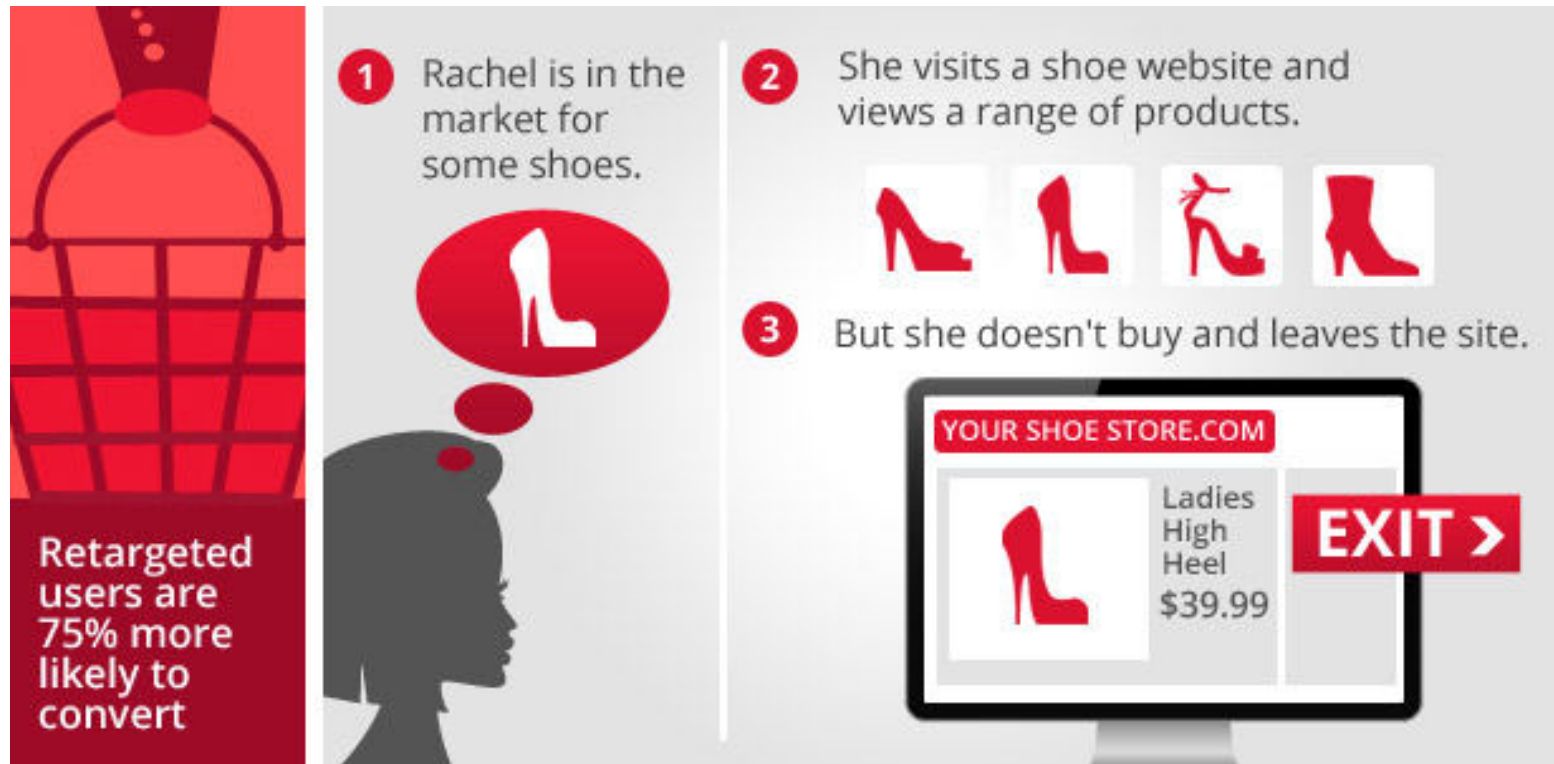 Retargeted
users are
75% more
likely to
convert
1
Rachel is in the
market for
some shoes.
2
She visits a shoe website and
views a range of products.
3
But she doesn't buy and leaves the site.
YOUR SHOE STORE.COM
Ladies
High
Heel
$39.99
EXIT >